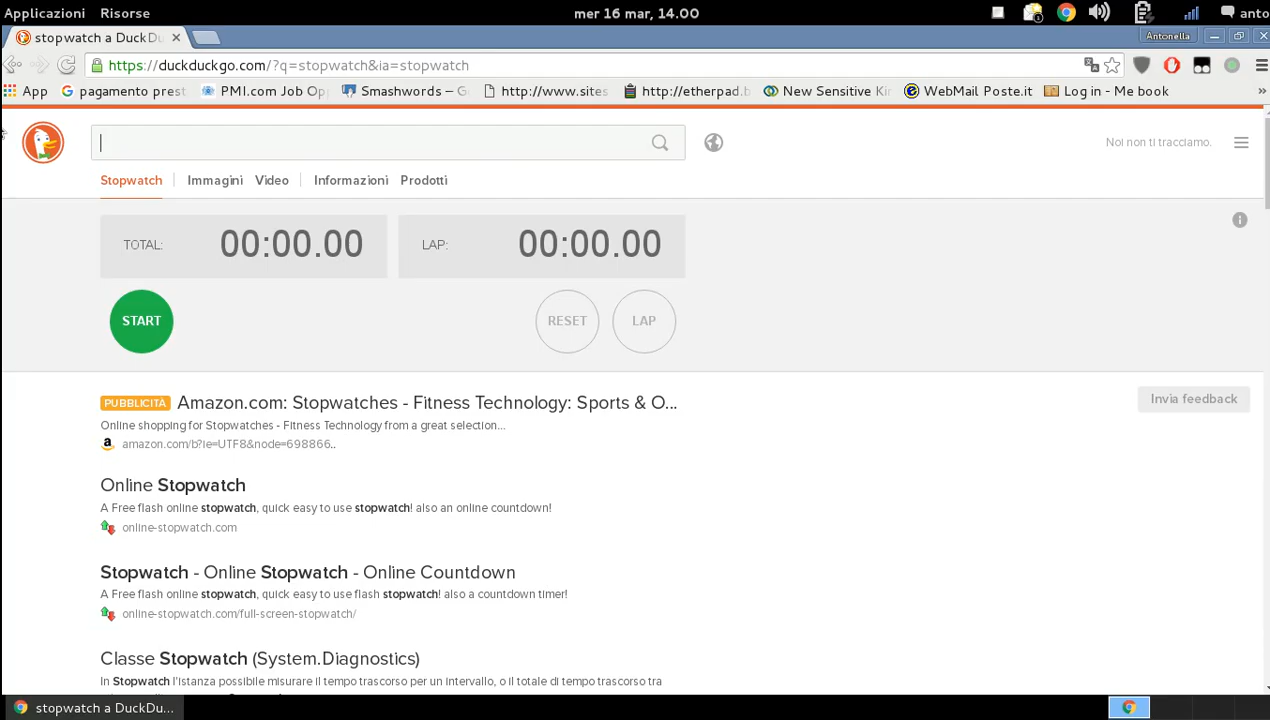 Applicazioni Risorse mer 16 mar, 14.00 anto
stopwatch a DuckDu Antonella
https://duckduckgo.com/?q=stopwatch&ia=stopwatch
App pagamento prest PMI.com Job Opp Smashwords – G http://www.sites http://etherpad.b New Sensitive Ki WebMail Poste.it Log in - Me book »
Noi non ti tracciamo.
Stopwatch Immagini Video Informazioni Prodotti
TOTAL: 00:00.00 LAP: 00:00.00
START RESET LAP
PUBBLICITÀ Amazon.com: Stopwatches - Fitness Technology: Sports & O...
Invia feedback
Online shopping for Stopwatches - Fitness Technology from a great selection...
amazon.com/b?ie=UTF8&node=698866..
Online Stopwatch
A Free flash online stopwatch, quick easy to use stopwatch! also an online countdown!
online-stopwatch.com
Stopwatch - Online Stopwatch - Online Countdown
A Free flash online stopwatch, quick easy to use flash stopwatch! also a countdown timer!
online-stopwatch.com/full-screen-stopwatch/
Classe Stopwatch (System.Diagnostics)
In Stopwatch l'istanza possibile misurare il tempo trascorso per un intervallo, o il totale di tempo trascorso tra
stopwatch a DuckDu...